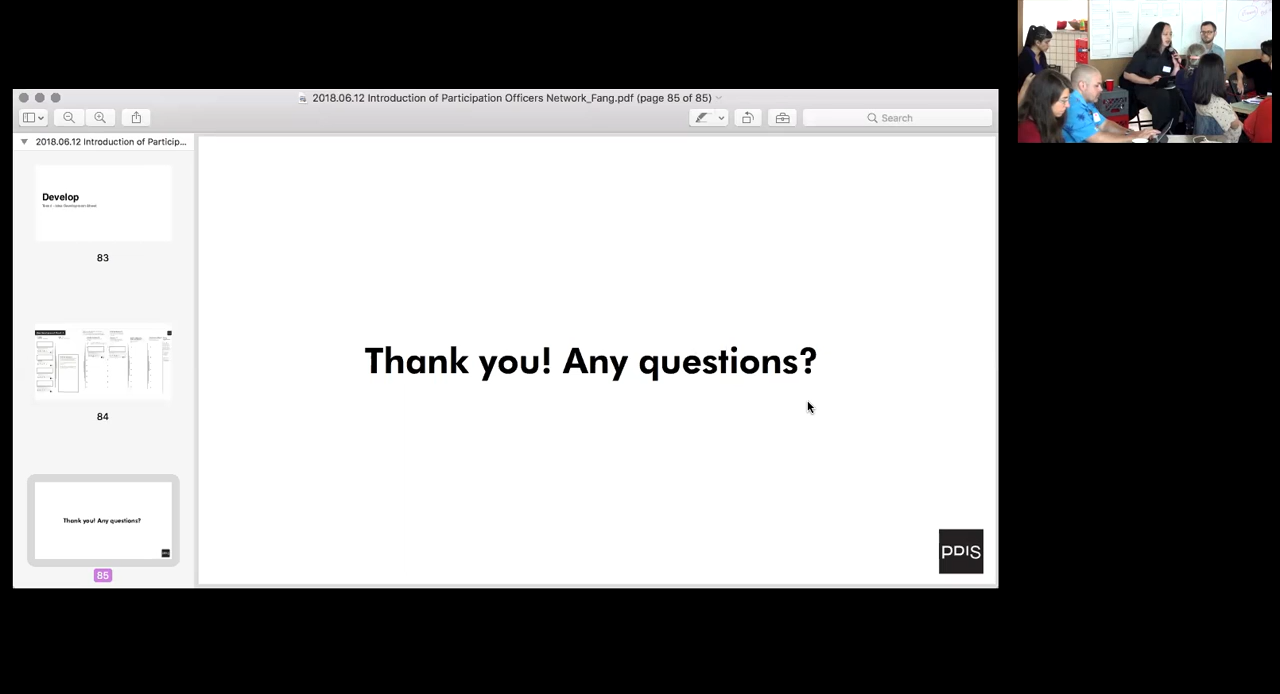 2018.06.12 Introduction of Participation Officers Network_Fang.pdf (page 85 of 85)
Search
2018.06.12 Introduction of Particip...
Develop
83
84
Thank you! Any questions?
85
Thank you! Any questions?
PDIS